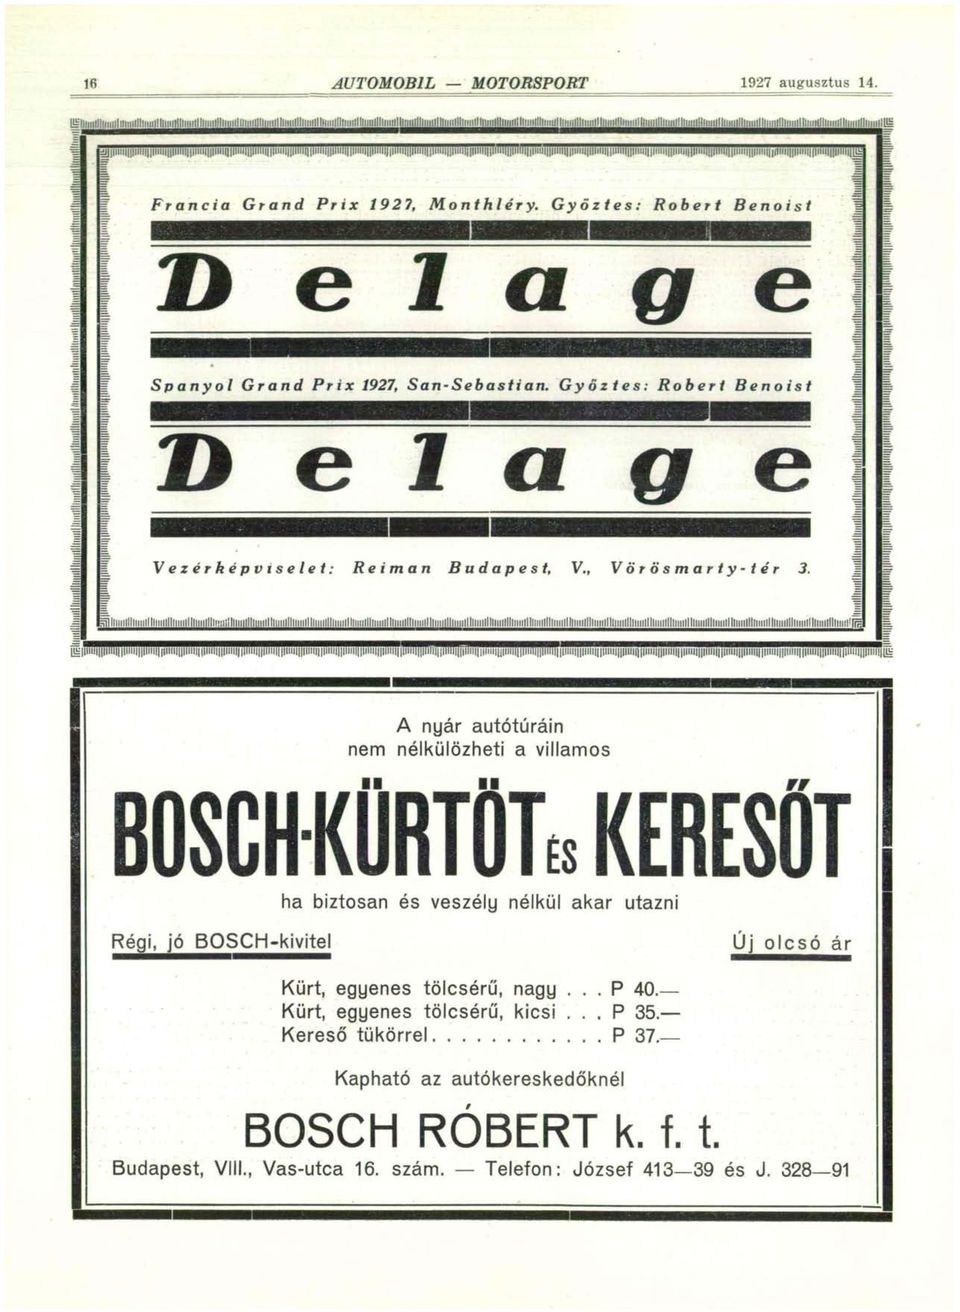 16 AUTOMOBIL — MOTORSPORT 1927 augusztus 14.
Francia Grand Prix 1927, Monthléry. Győztes: Robert Benoist
Delage
Spanyol Grand Prix 1927, San-Sebastian. Győztes: Robert Benoist
Delage
Vezérképviselet: Reiman Budapest, V., Vörösmarty-tér 3.
A nyár autótúráin
nem nélkülözheti a villamos
BOSCH-KÜRTÖT ÉS KERESŐT
ha biztosan és veszély nélkül akar utazni
Régi, jó BOSCH-kivitel Új olcsó ár
Kürt, egyenes tölcsérű, nagy . . . P 40.—
Kürt, egyenes tölcsérű, kicsi . . . P 35.—
Kereső tükörrel. . . . . . . . . . . . P 37.—
Kapható az autókereskedőknél
BOSCH RÓBERT k. f. t.
Budapest, VIII., Vas-utca 16. szám. — Telefon: József 413—39 és J. 328—91